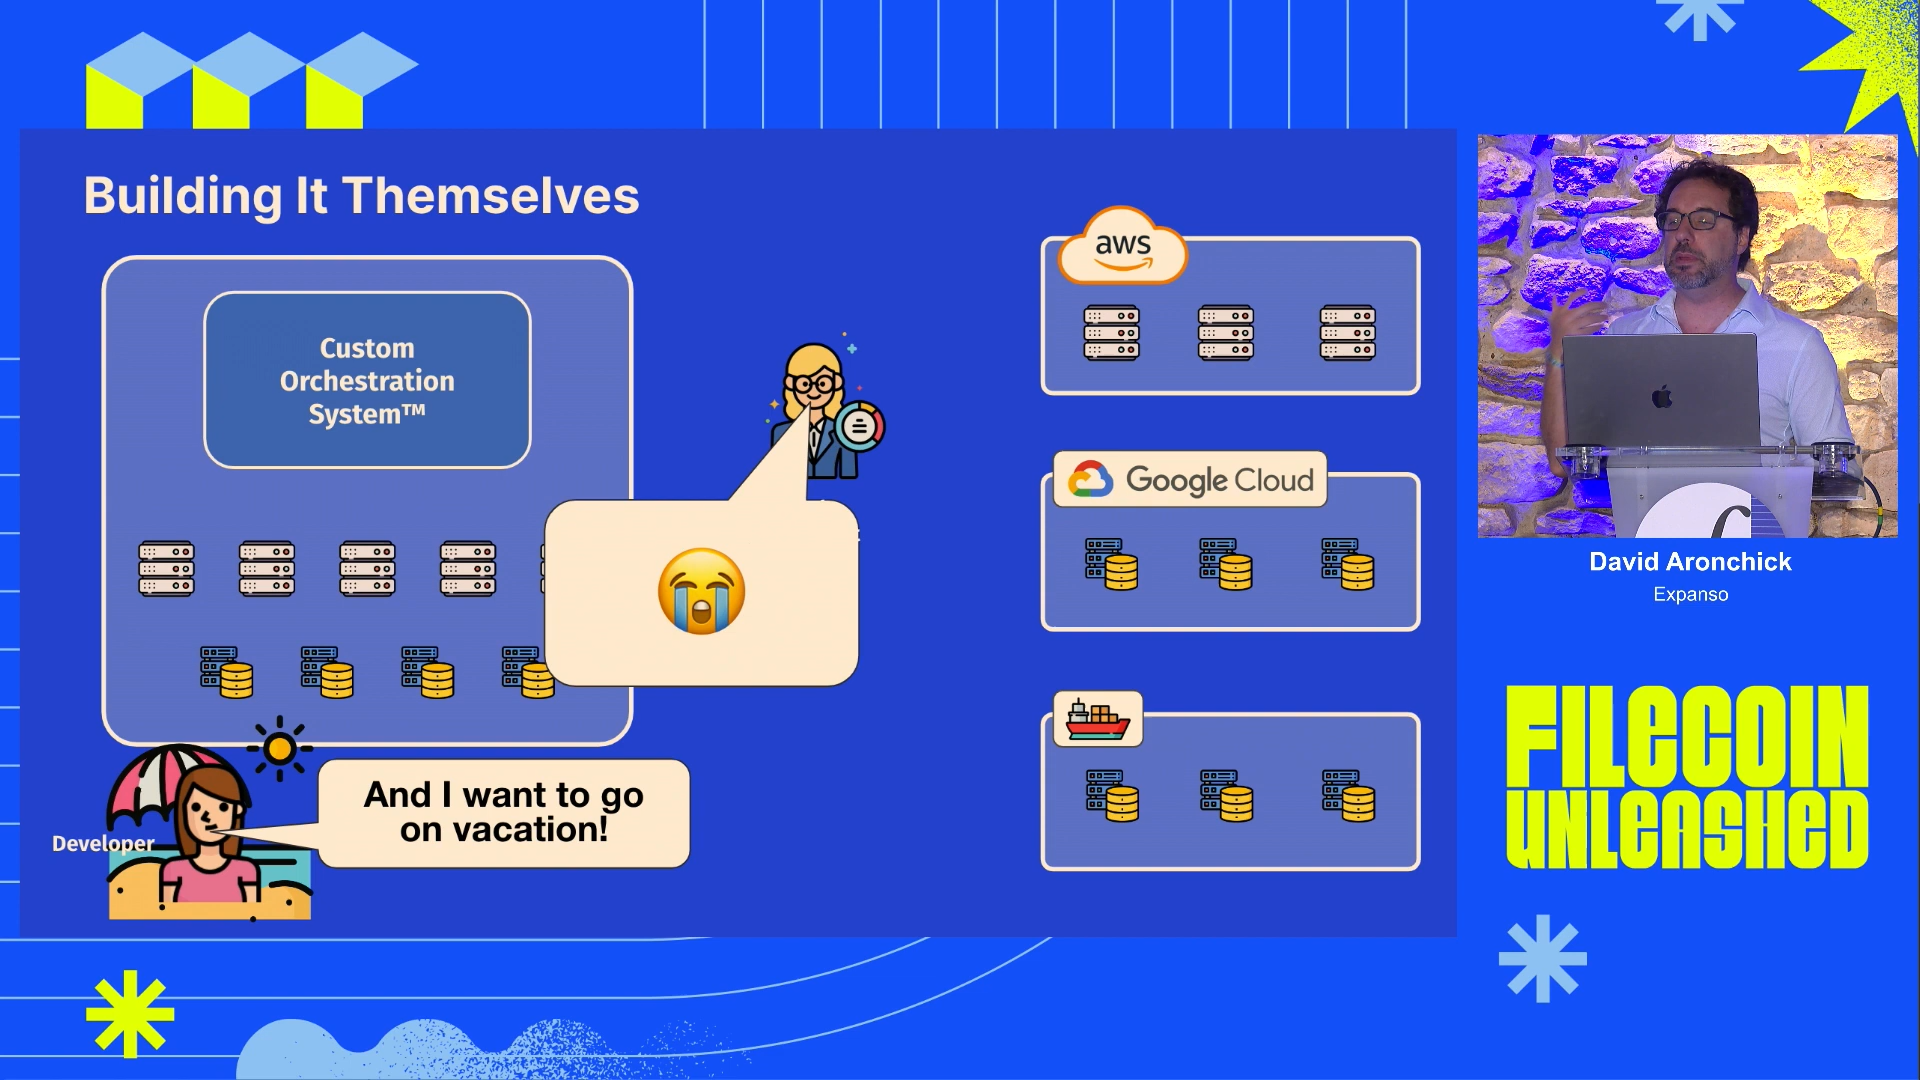 Building It Themselves
Custom
Orchestration
System™
aws
Google Cloud
And I want to go
on vacation!
Developer
David Aronchick
Expanso
FILECOIN
UNLEASHED